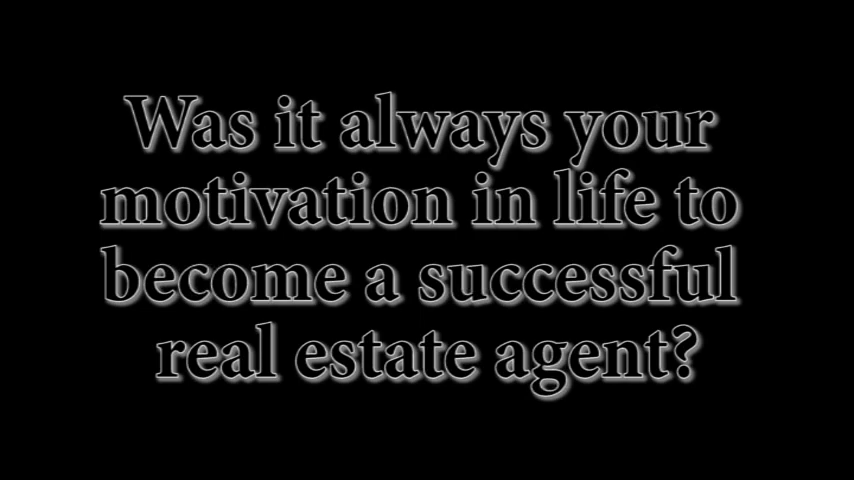 Was it always your
motivation in life to
become a successful
real estate agent?